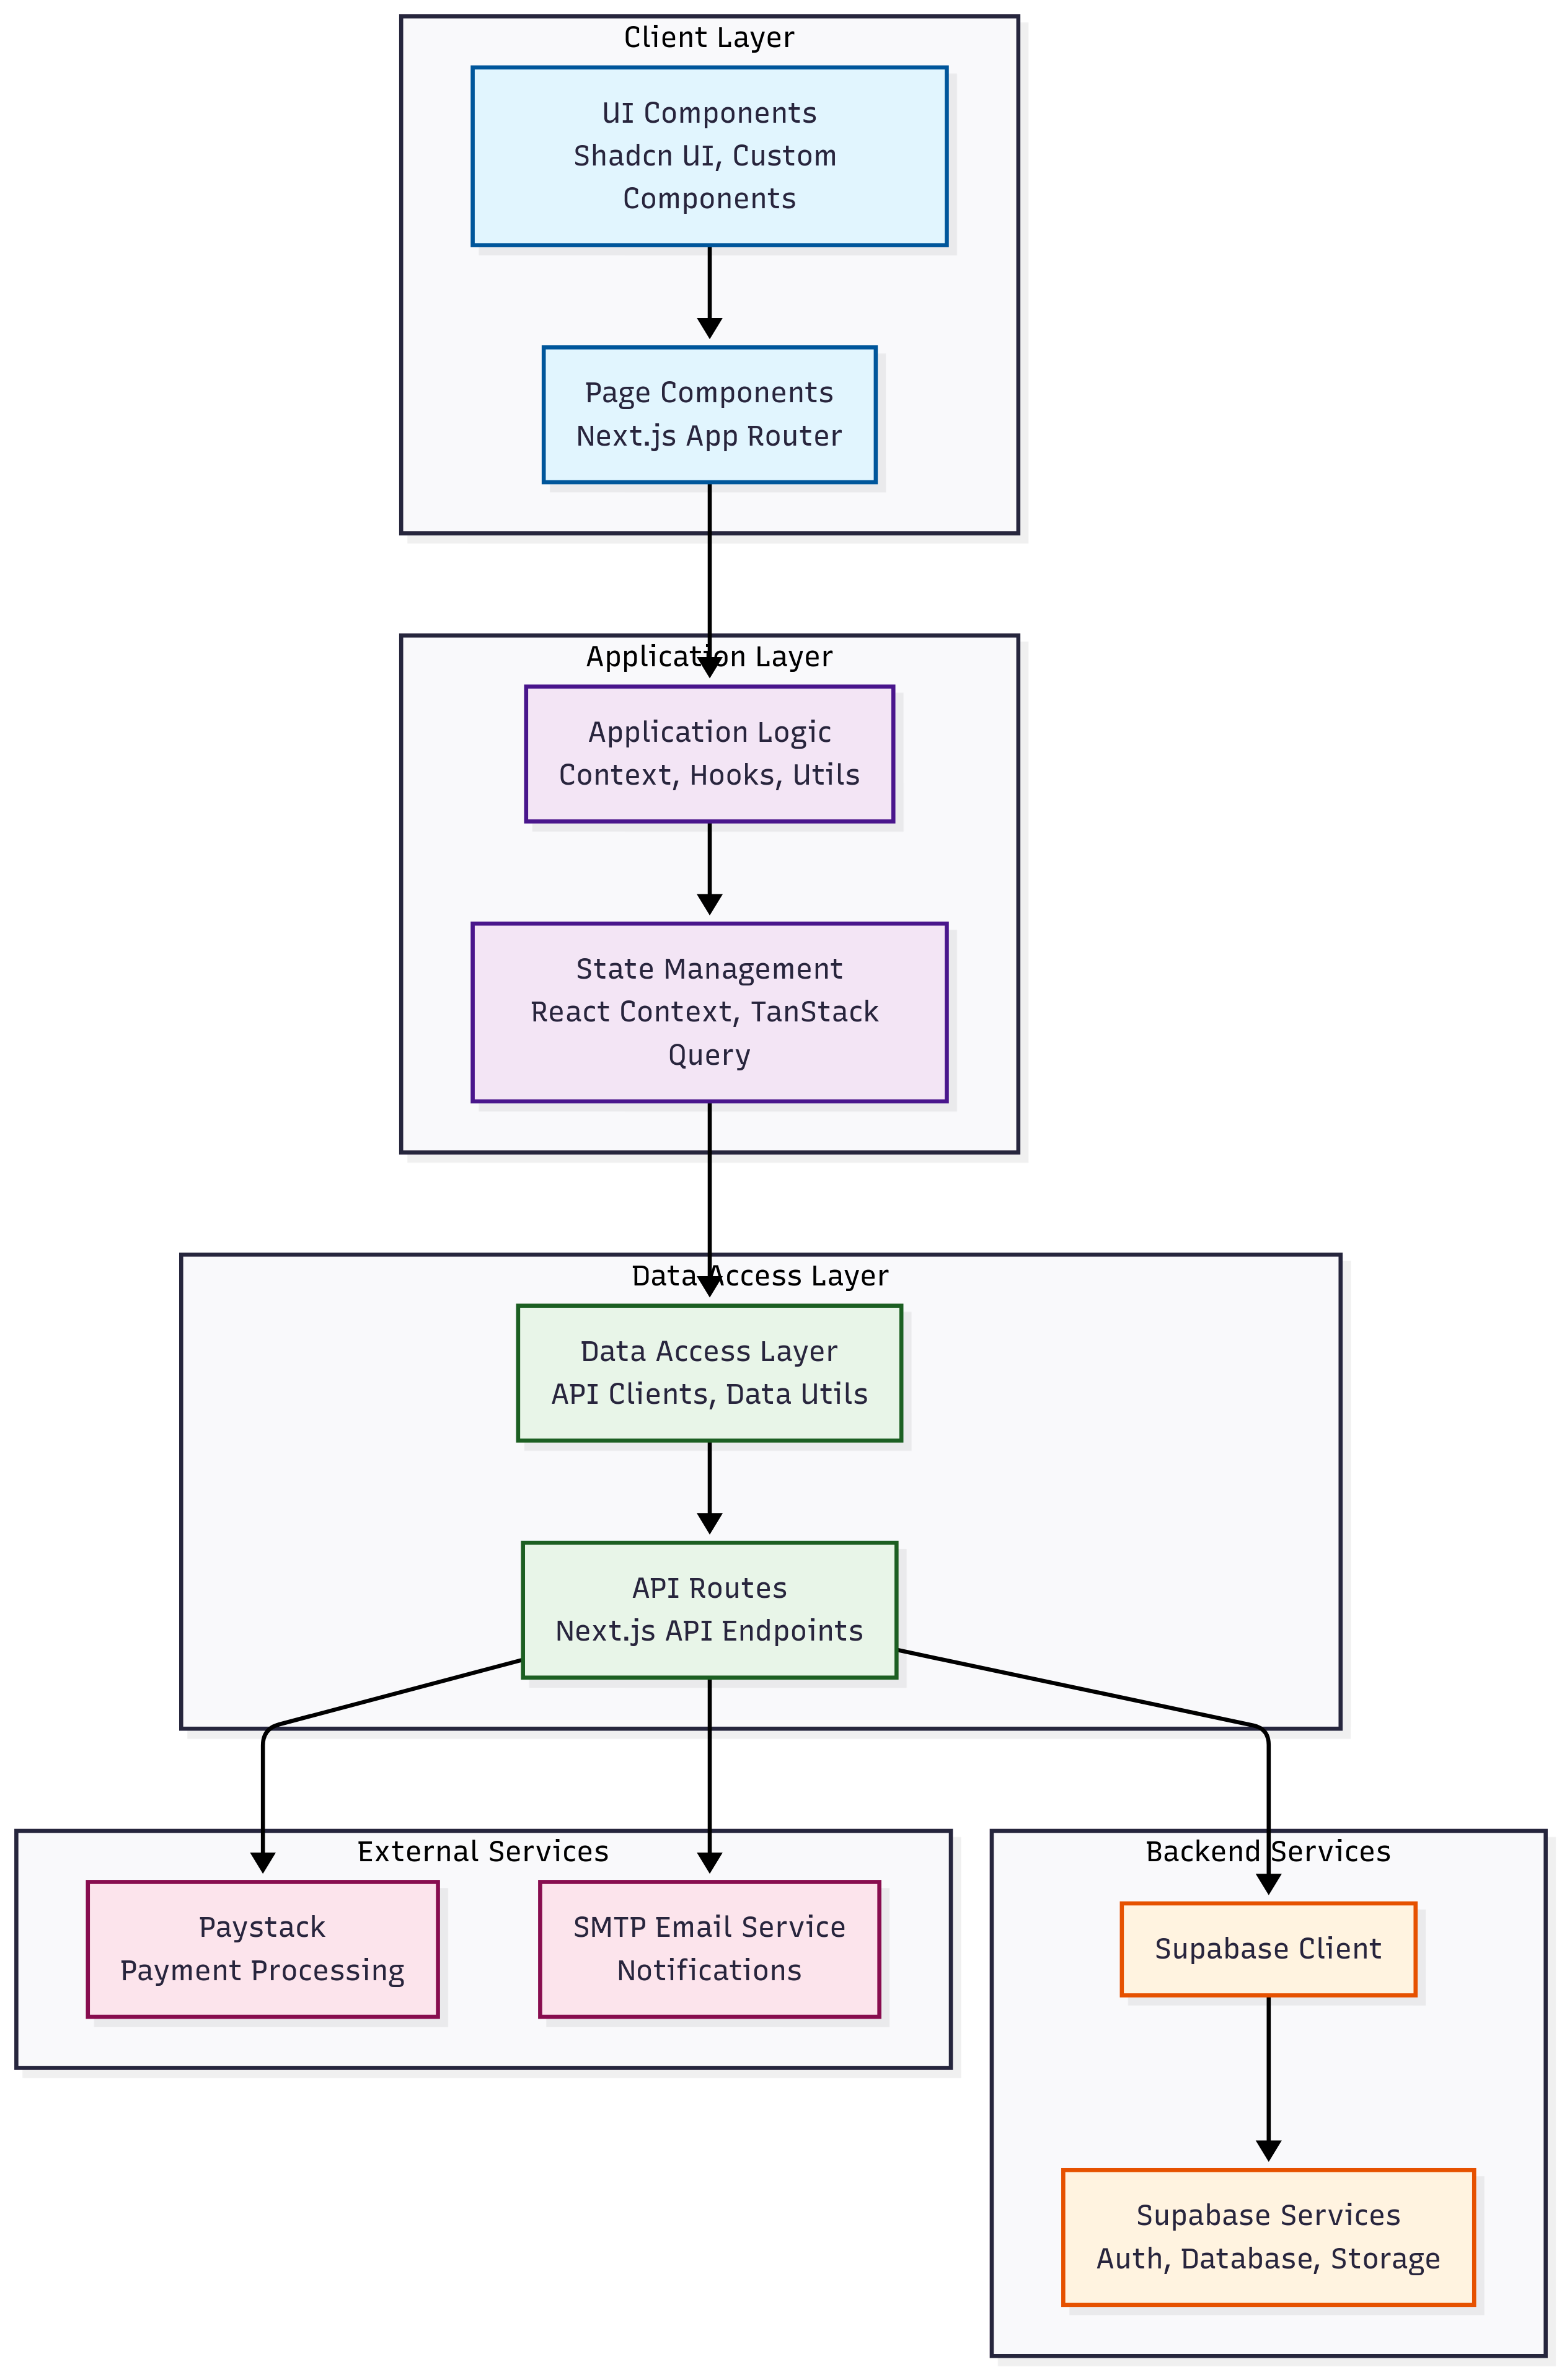 Client Layer
UI Components
Shadcn UI, Custom
Components
Page Components
Next.js App Router
Application Layer
Application Logic
Context, Hooks, Utils
State Management
React Context, TanStack
Query
Data Access Layer
Data Access Layer
API Clients, Data Utils
API Routes
Next.js API Endpoints
External Services
Paystack
Payment Processing
SMTP Email Service
Notifications
Backend Services
Supabase Client
Supabase Services
Auth, Database, Storage